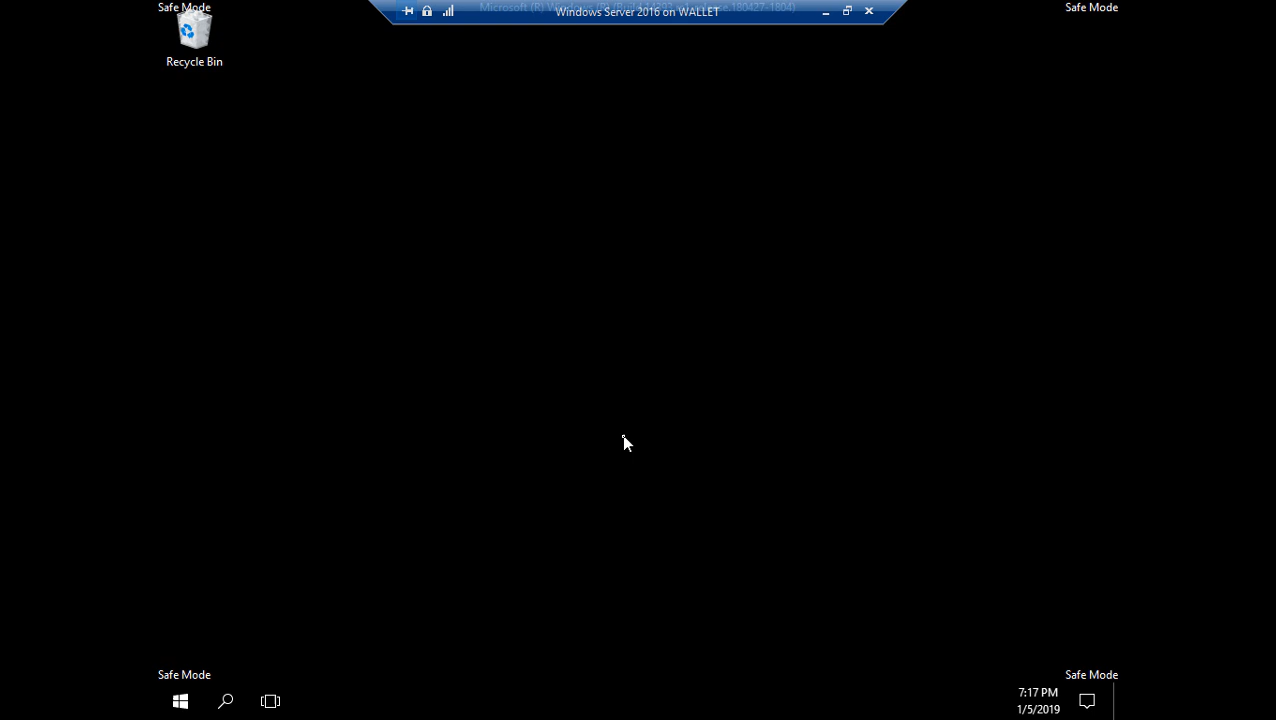 Safe Mode
Windows Server 2016 on WALLET
Safe Mode
Recycle Bin
Safe Mode
Safe Mode
7:17 PM
1/5/2019